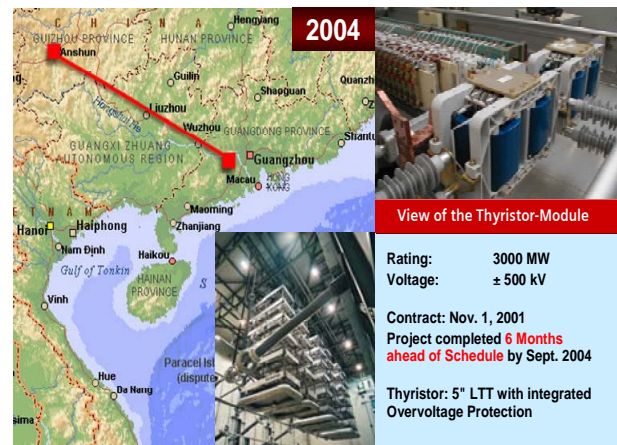 C H I N A
GUIZHOU PROVINCE
HUNAN PROVINCE
Hengyang
2004
Anshun
Guilin
Shaoguan
Quanzh
Hongshui He
Liuzhou
Wuzhou
GUANGDONG PROVINCE
Shantu
GUANGXI ZHUANG
AUTONOMOUS REGION
Guangzhou
Macau
HONG
KONG
E T N A M
Maoming
Hanoi
Haiphong
Zhanjiang
Nam Định
Haikou
Gulf of Tonkin
HAINAN
PROVINCE
S
Vinh
Hue
Da Nang
Paracel Isl
(dispute
View of the Thyristor-Module
Rating: 3000 MW
Voltage: ± 500 kV
Contract: Nov. 1, 2001
Project completed 6 Months
ahead of Schedule by Sept. 2004
Thyristor: 5" LTT with integrated
Overvoltage Protection